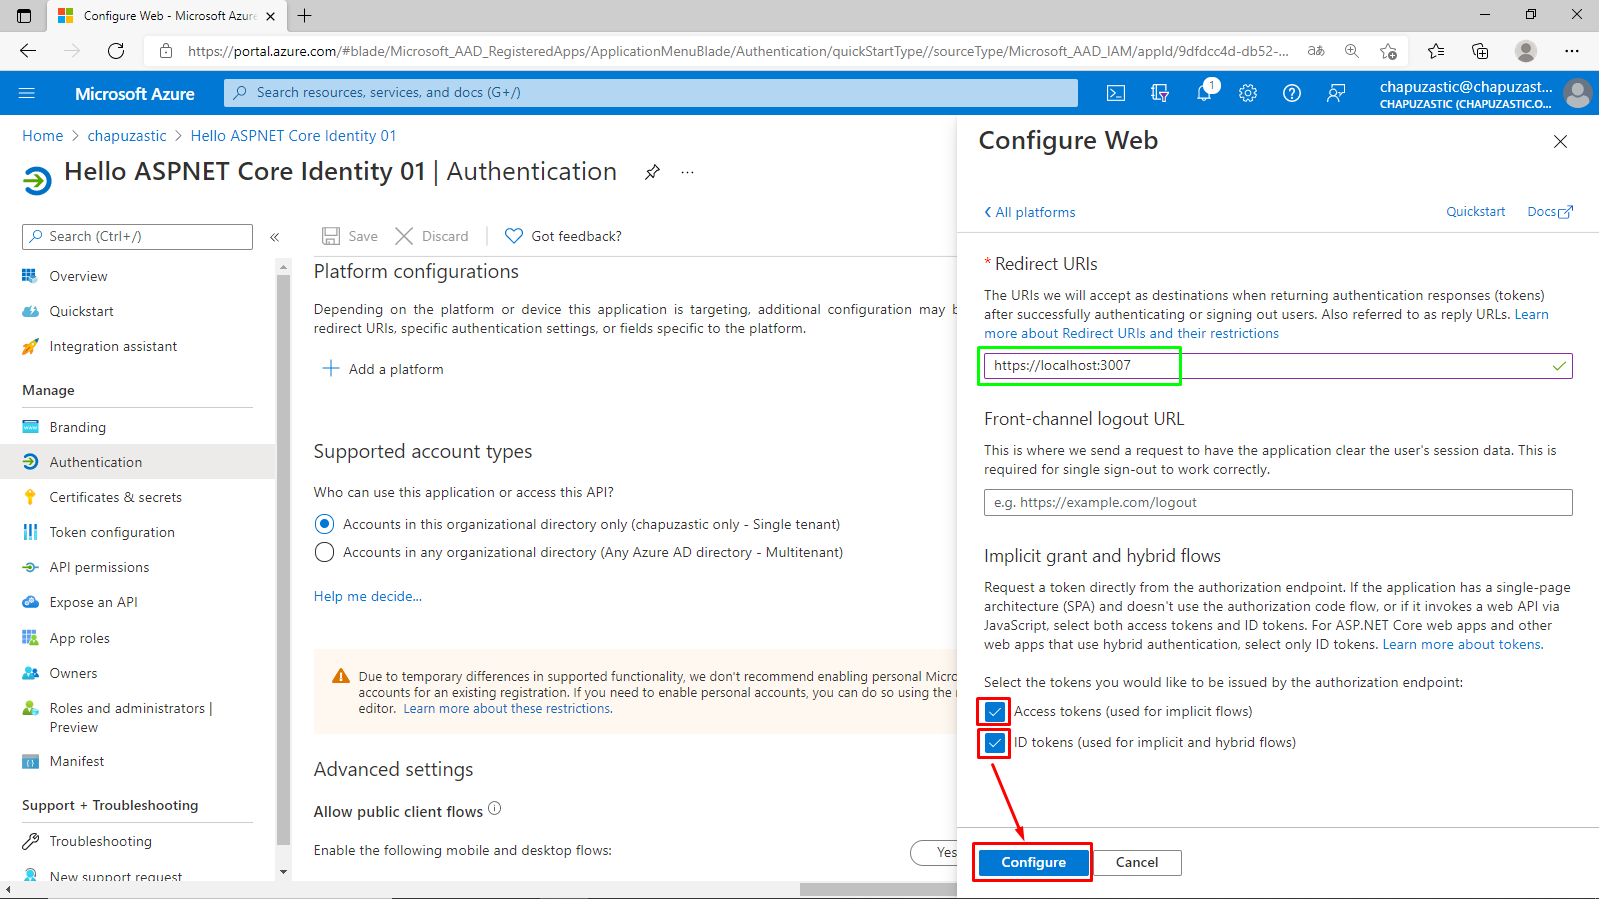 Configure Web - Microsoft Azure
https://portal.azure.com/#blade/Microsoft_AAD_RegisteredApps/ApplicationMenuBlade/Authentication/quickStartType//sourceType/Microsoft_AAD_IAM/appId/9dfdcc4d-db52-...
Microsoft Azure
Search resources, services, and docs (G+/)
1
chapuzastic@chapuzast...
CHAPUZASTIC (CHAPUZASTIC.O...
Home > chapuzastic > Hello ASPNET Core Identity 01
Hello ASPNET Core Identity 01 | Authentication
Search (Ctrl+/)
Overview
Quickstart
Integration assistant
Manage
Branding
Authentication
Certificates & secrets
Token configuration
API permissions
Expose an API
App roles
Owners
Roles and administrators |
Preview
Manifest
Support + Troubleshooting
Troubleshooting
New support request
Save
Discard
Got feedback?
Platform configurations
Depending on the platform or device this application is targeting, additional configuration may b
redirect URIs, specific authentication settings, or fields specific to the platform.
Add a platform
Supported account types
Who can use this application or access this API?
Accounts in this organizational directory only (chapuzastic only - Single tenant)
Accounts in any organizational directory (Any Azure AD directory - Multitenant)
Help me decide...
Due to temporary differences in supported functionality, we don't recommend enabling personal Micro
accounts for an existing registration. If you need to enable personal accounts, you can do so using the
editor. Learn more about these restrictions.
Advanced settings
Allow public client flows
Enable the following mobile and desktop flows:
Yes
Configure Web
All platforms
Quickstart
Docs
* Redirect URIs
The URIs we will accept as destinations when returning authentication responses (tokens)
after successfully authenticating or signing out users. Also referred to as reply URLs. Learn
more about Redirect URIs and their restrictions
https://localhost:3007
Front-channel logout URL
This is where we send a request to have the application clear the user's session data. This is
required for single sign-out to work correctly.
e.g. https://example.com/logout
Implicit grant and hybrid flows
Request a token directly from the authorization endpoint. If the application has a single-page
architecture (SPA) and doesn't use the authorization code flow, or if it invokes a web API via
JavaScript, select both access tokens and ID tokens. For ASP.NET Core web apps and other
web apps that use hybrid authentication, select only ID tokens. Learn more about tokens.
Select the tokens you would like to be issued by the authorization endpoint:
Access tokens (used for implicit flows)
ID tokens (used for implicit and hybrid flows)
Configure
Cancel